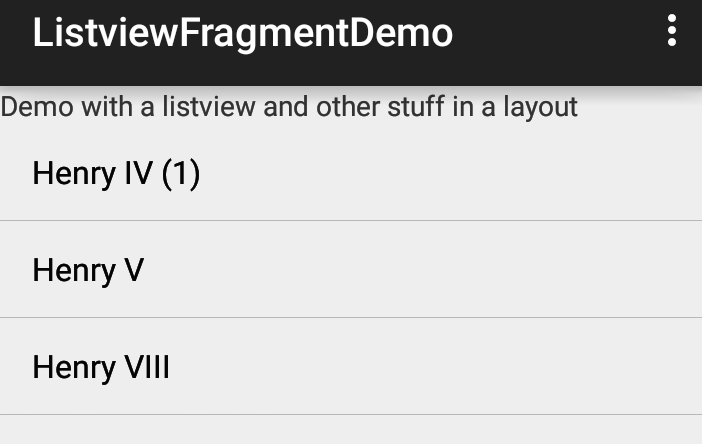 ListviewFragmentDemo
Demo with a listview and other stuff in a layout
Henry IV (1)
Henry V
Henry VIII